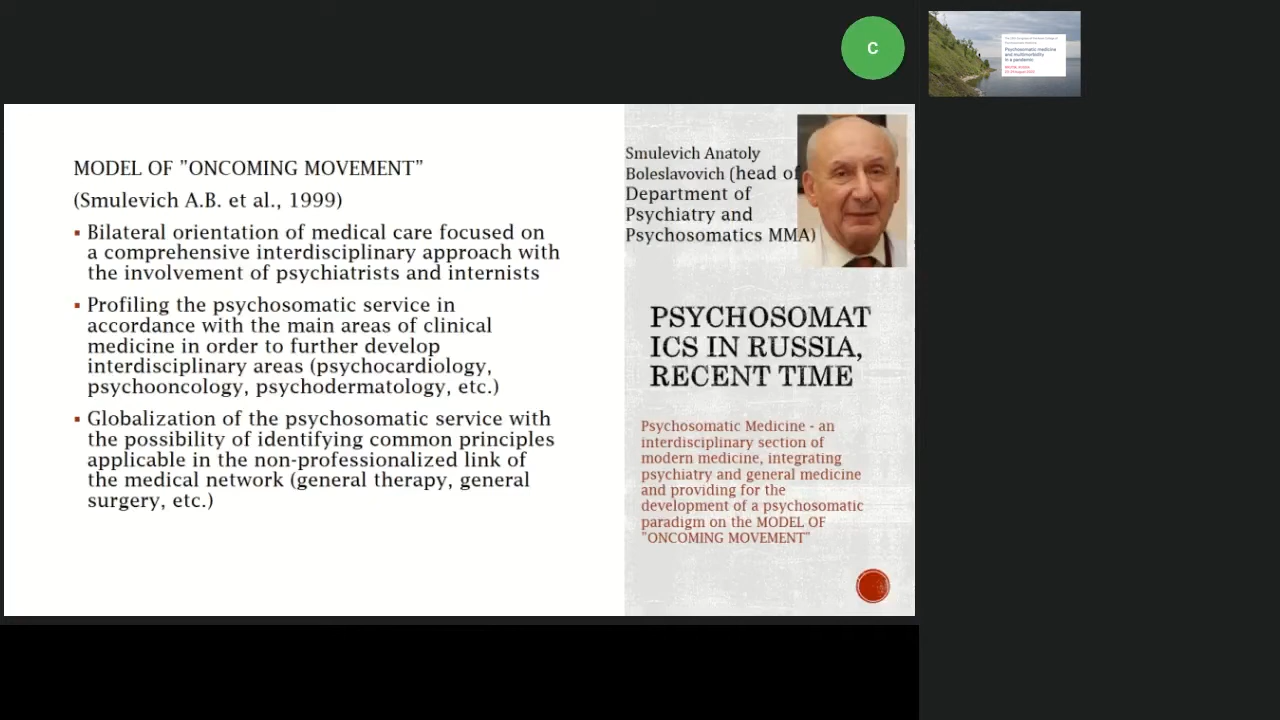 C
Psychosomatic medicine
and multimorbidity
in a pandemic
MODEL OF "ONCOMING MOVEMENT"
(Smulevich A.B. et al., 1999)
▪ Bilateral orientation of medical care focused on
a comprehensive interdisciplinary approach with
the involvement of psychiatrists and internists
▪ Profiling the psychosomatic service in
accordance with the main areas of clinical
medicine in order to further develop
interdisciplinary areas (psychocardiology,
psychooncology, psychodermatology, etc.)
▪ Globalization of the psychosomatic service with
the possibility of identifying common principles
applicable in the non-professionalized link of
the medical network (general therapy, general
surgery, etc.)
Smulevich Anatoly
Boleslavovich (head of
Department of
Psychiatry and
Psychosomatics MMA)
PSYCHOSOMAT
ICS IN RUSSIA,
RECENT TIME
Psychosomatic Medicine - an
interdisciplinary section of
modern medicine, integrating
psychiatry and general medicine
and providing for the
development of a psychosomatic
paradigm on the MODEL OF
"ONCOMING MOVEMENT"